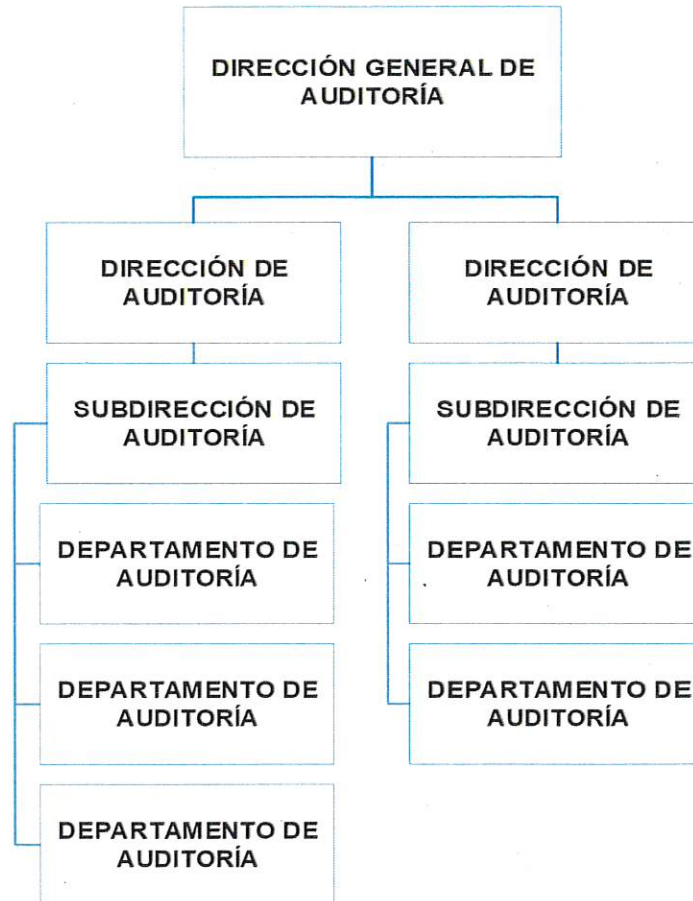 DIRECCIÓN GENERAL DE
AUDITORÍA
DIRECCIÓN DE
AUDITORÍA
DIRECCIÓN DE
AUDITORÍA
SUBDIRECCIÓN DE
AUDITORÍA
SUBDIRECCIÓN DE
AUDITORÍA
DEPARTAMENTO DE
AUDITORÍA
DEPARTAMENTO DE
AUDITORÍA
DEPARTAMENTO DE
AUDITORÍA
DEPARTAMENTO DE
AUDITORÍA
DEPARTAMENTO DE
AUDITORÍA